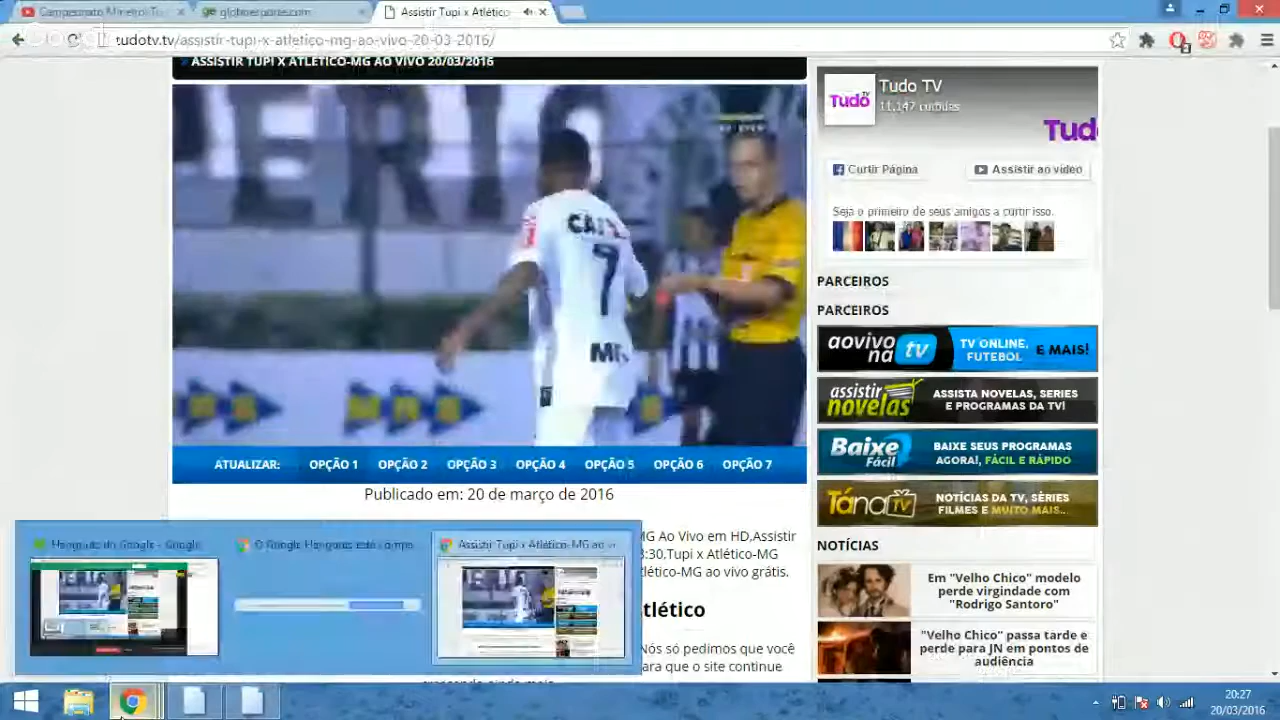 Campeonato Mineiro: Tu
globoesporte.com
Assistir Tupi x Atlético
tudotv.tv/assistir-tupi-x-atletico-mg-ao-vivo-20-03-2016/
ASSISTIR TUPI X ATLÉTICO-MG AO VIVO 20/03/2016
CAIXA
7
MRV
ATUALIZAR: OPÇÃO 1 OPÇÃO 2 OPÇÃO 3 OPÇÃO 4 OPÇÃO 5 OPÇÃO 6 OPÇÃO 7
Publicado em: 20 de março de 2016
MG Ao Vivo em HD,Assistir
:30,Tupi x Atlético-MG
tlético-MG ao vivo grátis.
tlético
Nós só pedimos que você
ara que o site continue
Hangouts do Google - Google
O Google Hangouts está compa
Assistir Tupi x Atlético-MG ao vi
Tudo TV
Tudo TV
11.147 curtidas
Tud
Curtir Página
Assistir ao vídeo
Seja o primeiro de seus amigos a curtir isso.
PARCEIROS
PARCEIROS
aovivo na tv TV ONLINE, FUTEBOL E MAIS!
assistir novelas ASSISTA NOVELAS, SERIES E PROGRAMAS DA TV!
Baixe Fácil BAIXE SEUS PROGRAMAS AGORA!, FÁCIL E RÁPIDO
TánaTV NOTÍCIAS DA TV, SÉRIES FILMES E MUITO MAIS..
NOTÍCIAS
Em "Velho Chico" modelo
perde virgindade com
"Rodrigo Santoro"
"Velho Chico" passa tarde e
perde para JN em pontos de
audiência
20:27
20/03/2016